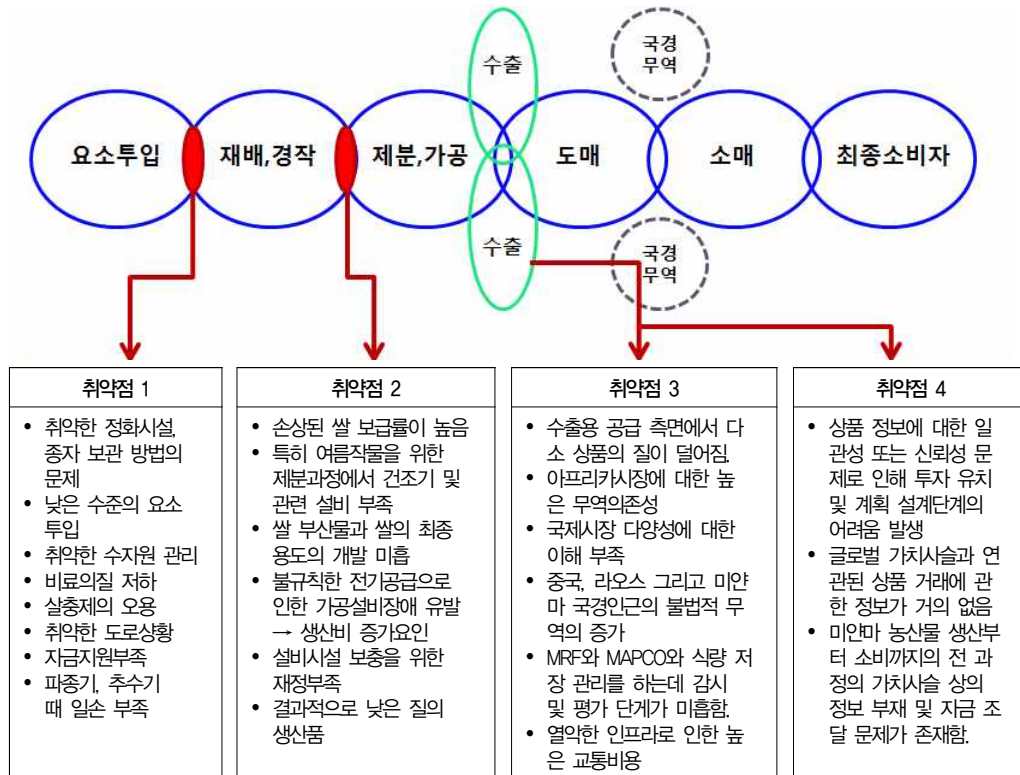 수출
국경
무역
요소투입
재배,경작
제분,가공
도매
소매
최종소비자
수출
국경
무역
취약점 1
• 취약한 정화시설,
종자 보관 방법의
문제
• 낮은 수준의 요소
투입
• 취약한 수자원 관리
• 비료의질 저하
• 살충제의 오용
• 취약한 도로상황
• 자금지원부족
• 파종기, 추수기
때 일손 부족
취약점 2
• 손상된 쌀 보급률이 높음
• 특히 여름작물을 위한
제분과정에서 건조기 및
관련 설비 부족
• 쌀 부산물과 쌀의 최종
용도의 개발 미흡
• 불규칙한 전기공급으로
인한 가공설비장애 유발
→ 생산비 증가요인
• 설비시설 보충을 위한
재정부족
• 결과적으로 낮은 질의
생산품
취약점 3
• 수출용 공급 측면에서 다
소 상품의 질이 덜어짐.
• 아프리카시장에 대한 높
은 무역의존성
• 국제시장 다양성에 대한
이해 부족
• 중국, 라오스 그리고 미얀
마 국경인근의 불법적 무
역의 증가
• MRF와 MAPCO와 식량 저
장 관리를 하는데 감시
및 평가 단게가 미흡함.
• 열악한 인프라로 인한 높
은 교통비용
취약점 4
• 상품 정보에 대한 일
관성 또는 신뢰성 문
제로 인해 투자 유치
및 계획 설계단계의
어려움 발생
• 글로벌 가치사슬과 연
관된 상품 거래에 관
한 정보가 거의 없음
• 미얀마 농산물 생산부
터 소비까지의 전 과
정의 가치사슬 상의
정보 부재 및 자금 조
달 문제가 존재함.